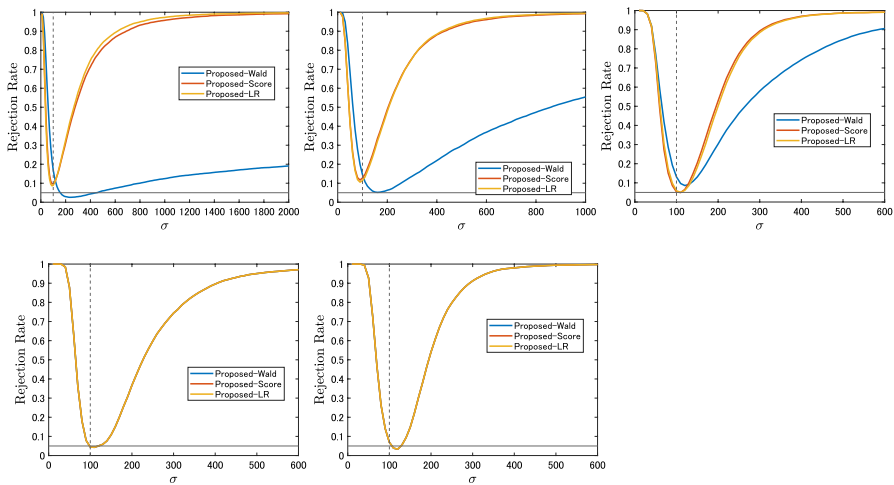 1
0.9
0.8
0.7
0.6
0.5
0.4
0.3
0.2
0.1
0
Rejection Rate
Proposed-Wald
Proposed-Score
Proposed-LR
0 200 400 600 800 1000 1200 1400 1600 1800 2000
σ
1
0.9
0.8
0.7
0.6
0.5
0.4
0.3
0.2
0.1
0
Rejection Rate
Proposed-Wald
Proposed-Score
Proposed-LR
0 200 400 600 800 1000
σ
1
0.9
0.8
0.7
0.6
0.5
0.4
0.3
0.2
0.1
0
Rejection Rate
Proposed-Wald
Proposed-Score
Proposed-LR
0 100 200 300 400 500 600
σ
1
0.9
0.8
0.7
0.6
0.5
0.4
0.3
0.2
0.1
0
Rejection Rate
Proposed-Wald
Proposed-Score
Proposed-LR
0 100 200 300 400 500 600
σ
1
0.9
0.8
0.7
0.6
0.5
0.4
0.3
0.2
0.1
0
Rejection Rate
Proposed-Wald
Proposed-Score
Proposed-LR
0 100 200 300 400 500 600
σ